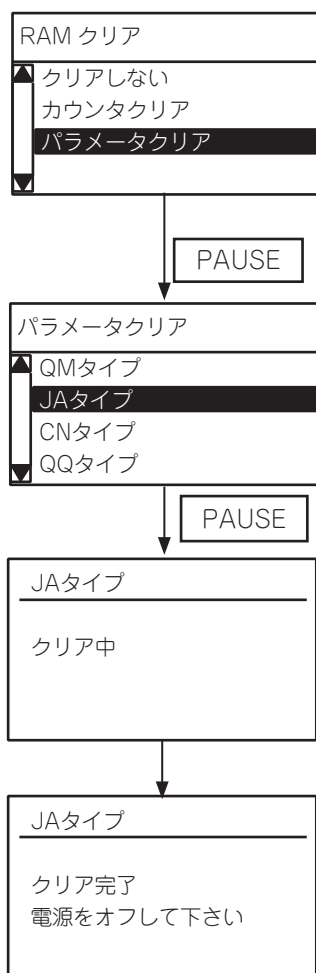 RAM クリア
クリアしない
カウンタクリア
パラメータクリア
PAUSE
パラメータクリア
QMタイプ
JAタイプ
CNタイプ
QQタイプ
PAUSE
JAタイプ
クリア中
JAタイプ
クリア完了
電源をオフして下さい